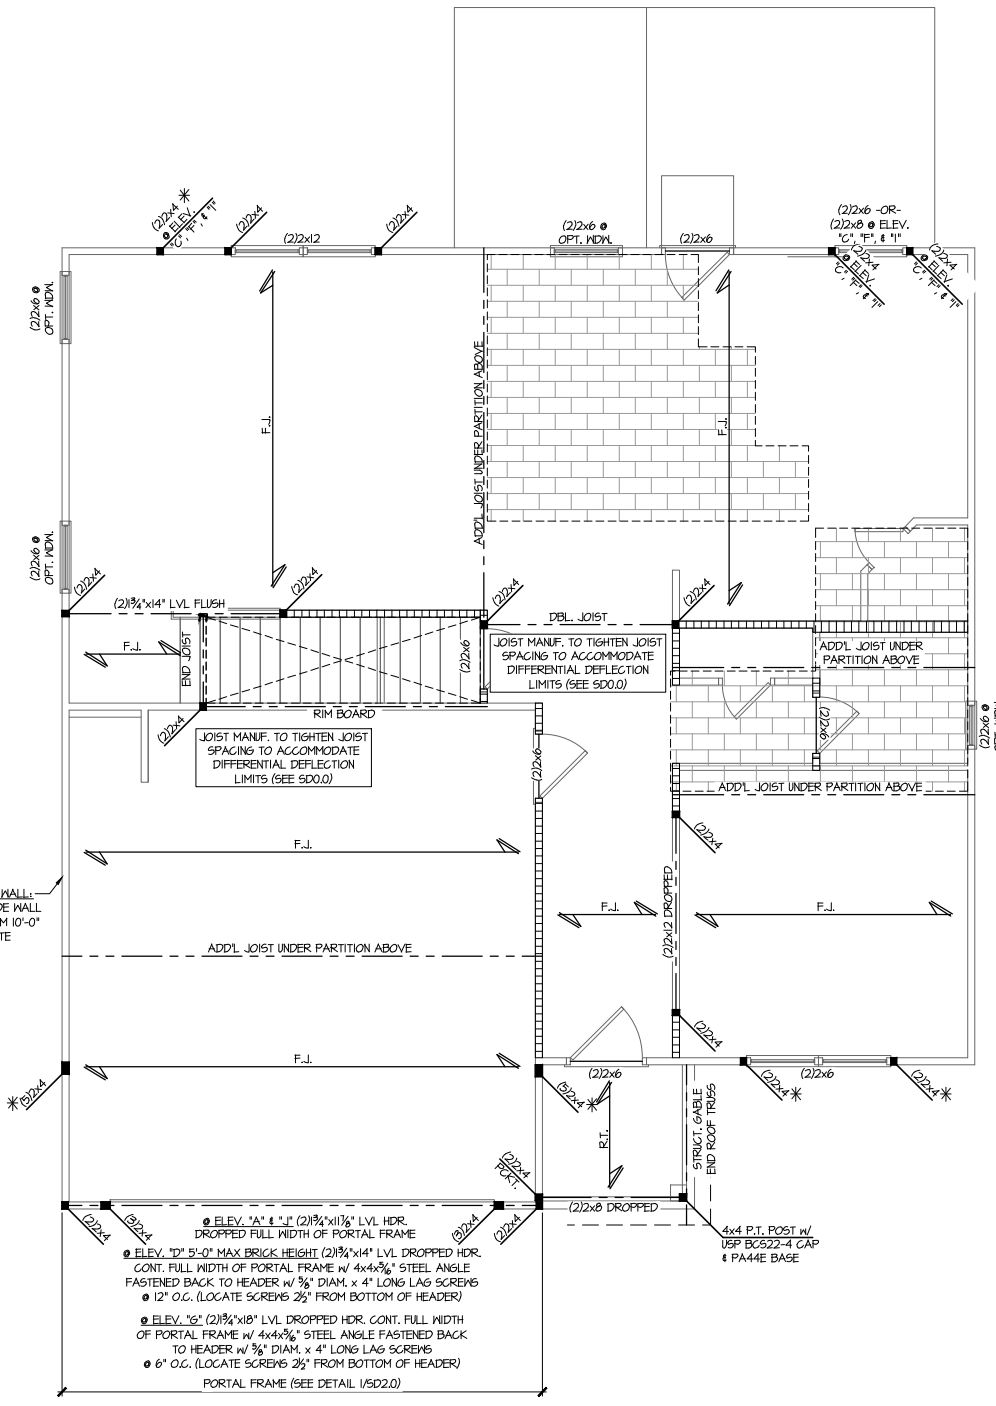 (2)2x4 ✳
@ ELEV.
"C", "F", & "I"
(2)2x4
(2)2x12
(2)2x4
(2)2x6 @
OPT. WDW.
(2)2x6
(2)2x6 -OR-
(2)2x8 @ ELEV.
"C", "F", & "I"
(2)2x4
@ ELEV.
"C", "F", & "I"
(2)2x4
@ ELEV.
"C", "F", & "I"
(2)2x6 @
OPT. WDW.
F.J.
ADD'L JOIST UNDER PARTITION ABOVE
F.J.
(2)2x6 @
OPT. WDW.
(2)2x4
(2)1¾"x14" LVL FLUSH
(2)2x4
(2)2x4
DBL. JOIST
(2)2x4
F.J.
END JOIST
(2)2x6
JOIST MANUF. TO TIGHTEN JOIST
SPACING TO ACCOMMODATE
DIFFERENTIAL DEFLECTION
LIMITS (SEE SD0.0)
ADD'L JOIST UNDER
PARTITION ABOVE
(2)2x4
RIM BOARD
(2)2x6
(2)2x6 @
JOIST MANUF. TO TIGHTEN JOIST
SPACING TO ACCOMMODATE
DIFFERENTIAL DEFLECTION
LIMITS (SEE SD0.0)
(2)2x6
ADD'L JOIST UNDER PARTITION ABOVE
(2)2x4
F.J.
WALL:
DE WALL
M 10'-0"
TE
(2)2x12 DROPPED
F.J.
F.J.
ADD'L JOIST UNDER PARTITION ABOVE
(2)2x4
F.J.
✳ (5)2x4
(5)2x4 ✳
(2)2x6
(2)2x6
(2)2x4 ✳
(2)2x4 ✳
R.T.
STRUCT. GABLE
END ROOF TRUSS
(2)2x4
PCKT.
(2)2x8 DROPPED
(2)2x4
(3)2x4
(3)2x4
(2)2x4
4x4 P.T. POST W/
USP BCS22-4 CAP
& PA44E BASE
@ ELEV. "A" & "J" (2)1¾"x11⅞" LVL HDR.
DROPPED FULL WIDTH OF PORTAL FRAME
@ ELEV. "D" 5'-0" MAX BRICK HEIGHT (2)1¾"x14" LVL DROPPED HDR.
CONT. FULL WIDTH OF PORTAL FRAME W/ 4x4x5/16" STEEL ANGLE
FASTENED BACK TO HEADER W/ ⅝" DIAM. x 4" LONG LAG SCREWS
@ 12" O.C. (LOCATE SCREWS 2½" FROM BOTTOM OF HEADER)
@ ELEV. "G" (2)1¾"x18" LVL DROPPED HDR. CONT. FULL WIDTH
OF PORTAL FRAME W/ 4x4x5/16" STEEL ANGLE FASTENED BACK
TO HEADER W/ ⅝" DIAM. x 4" LONG LAG SCREWS
@ 6" O.C. (LOCATE SCREWS 2½" FROM BOTTOM OF HEADER)
PORTAL FRAME (SEE DETAIL 1/SD2.0)